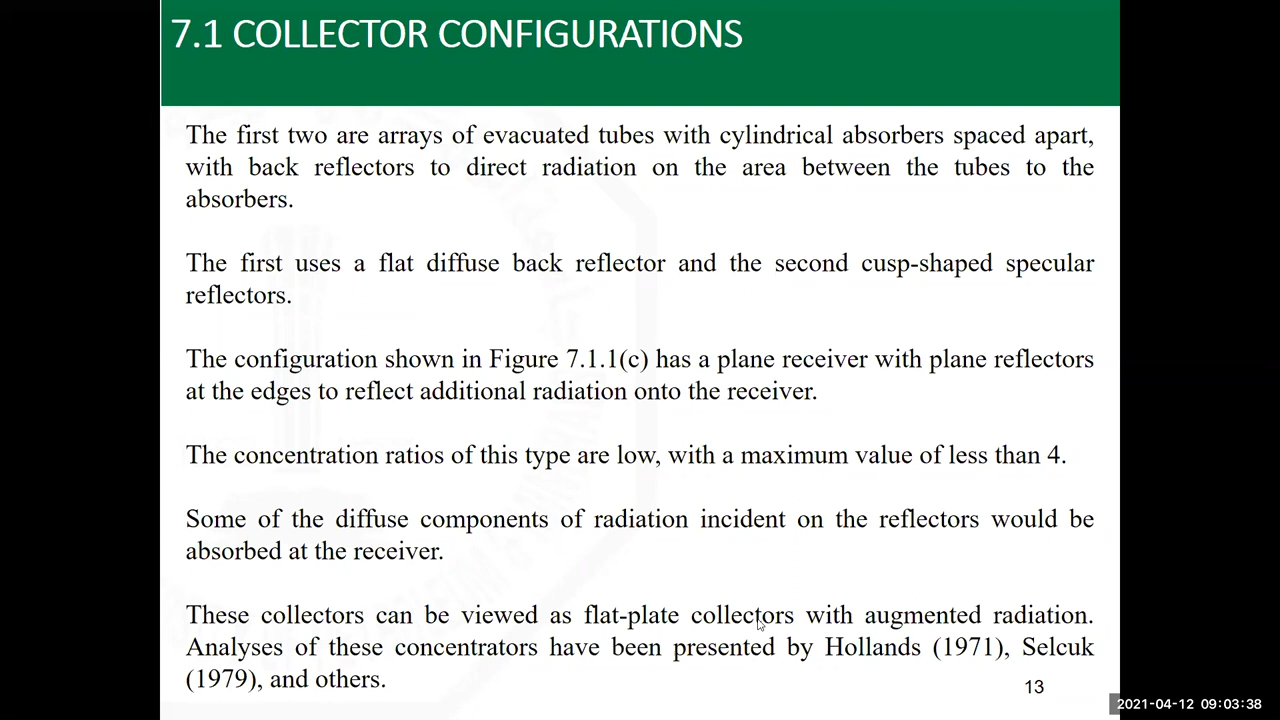 7.1 COLLECTOR CONFIGURATIONS
The first two are arrays of evacuated tubes with cylindrical absorbers spaced apart,
with back reflectors to direct radiation on the area between the tubes to the
absorbers.
The first uses a flat diffuse back reflector and the second cusp-shaped specular
reflectors.
The configuration shown in Figure 7.1.1(c) has a plane receiver with plane reflectors
at the edges to reflect additional radiation onto the receiver.
The concentration ratios of this type are low, with a maximum value of less than 4.
Some of the diffuse components of radiation incident on the reflectors would be
absorbed at the receiver.
These collectors can be viewed as flat-plate collectors with augmented radiation.
Analyses of these concentrators have been presented by Hollands (1971), Selcuk
(1979), and others.
13
2021-04-12 09:03:38